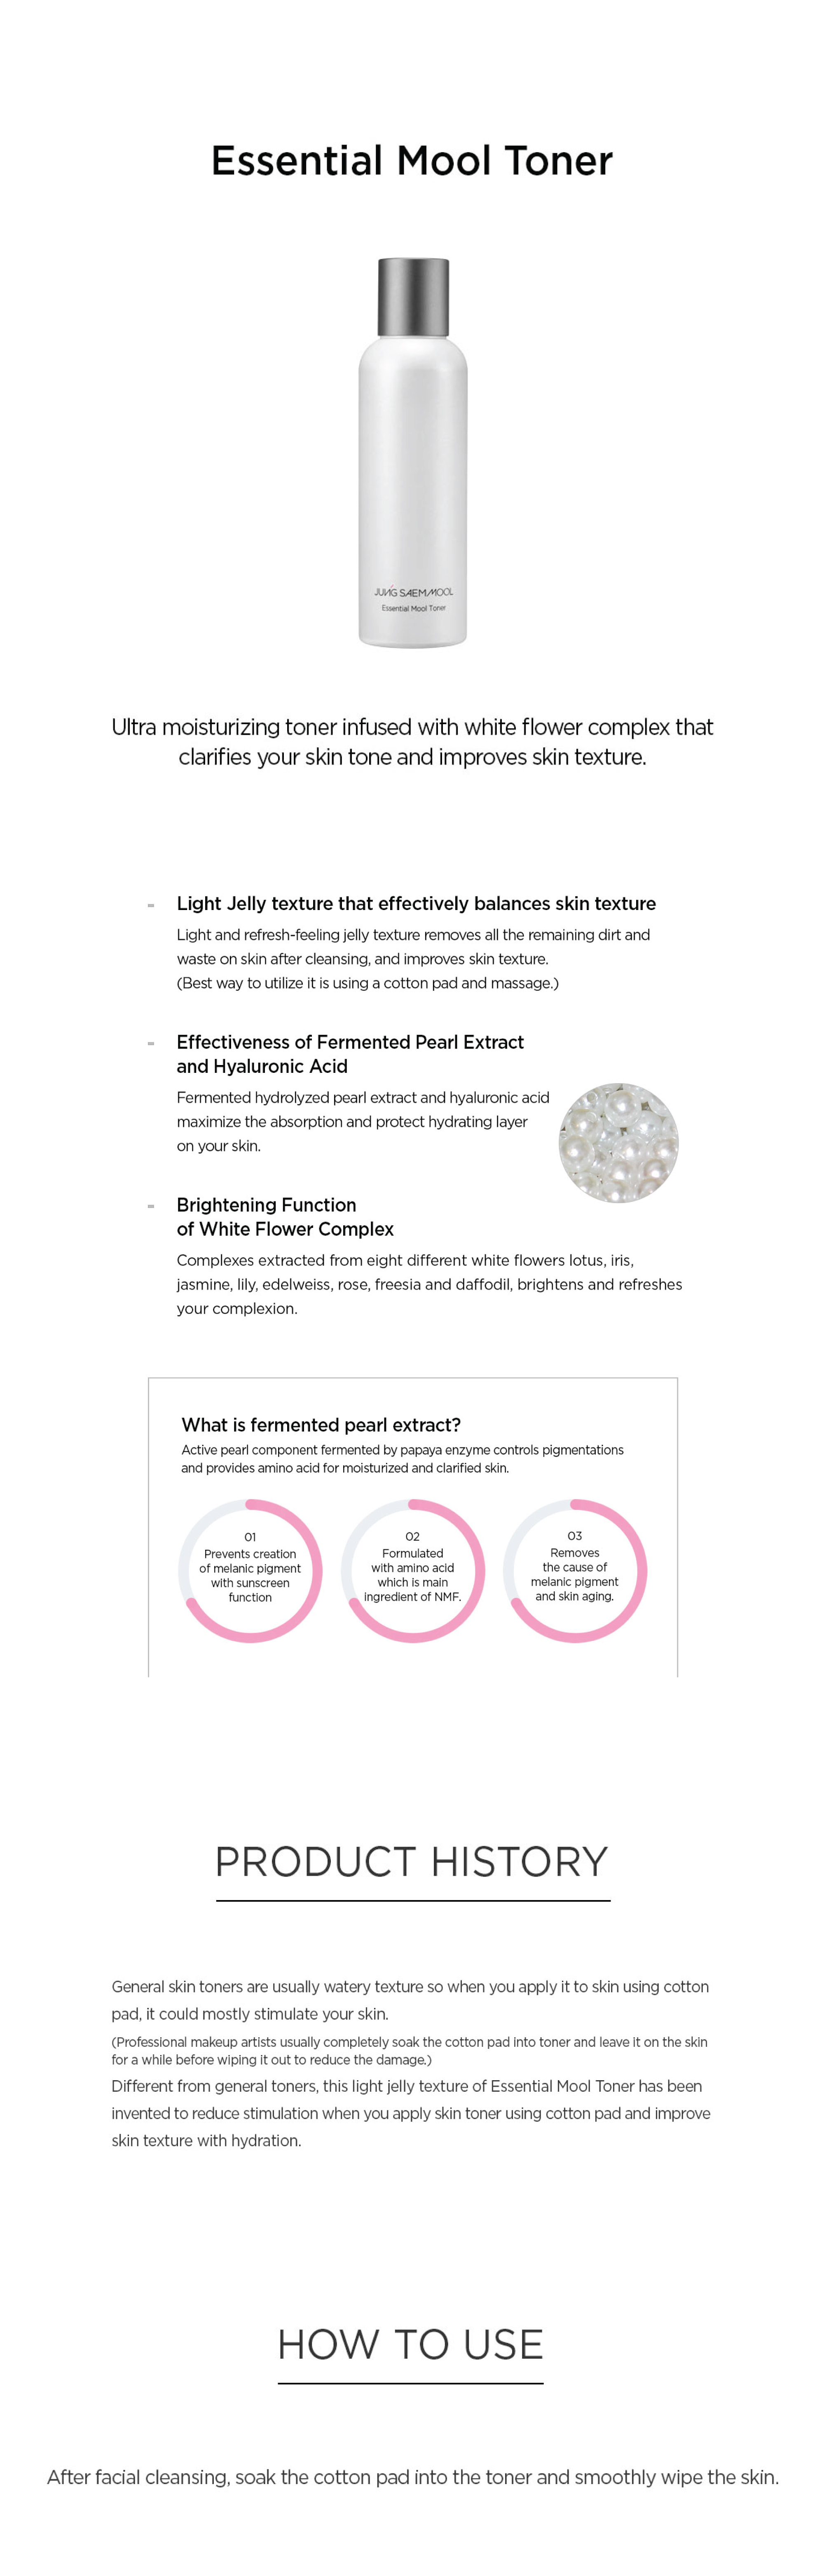 Essential Mool Toner
JUNG SAEM MOOL
Essential Mool Toner
Ultra moisturizing toner infused with white flower complex that
clarifies your skin tone and improves skin texture.
- Light Jelly texture that effectively balances skin texture
Light and refresh-feeling jelly texture removes all the remaining dirt and
waste on skin after cleansing, and improves skin texture.
(Best way to utilize it is using a cotton pad and massage.)
- Effectiveness of Fermented Pearl Extract
and Hyaluronic Acid
Fermented hydrolyzed pearl extract and hyaluronic acid
maximize the absorption and protect hydrating layer
on your skin.
- Brightening Function
of White Flower Complex
Complexes extracted from eight different white flowers lotus, iris,
jasmine, lily, edelweiss, rose, freesia and daffodil, brightens and refreshes
your complexion.
What is fermented pearl extract?
Active pearl component fermented by papaya enzyme controls pigmentations
and provides amino acid for moisturized and clarified skin.
01
Prevents creation
of melanic pigment
with sunscreen
function
02
Formulated
with amino acid
which is main
ingredient of NMF.
03
Removes
the cause of
melanic pigment
and skin aging.
PRODUCT HISTORY
General skin toners are usually watery texture so when you apply it to skin using cotton
pad, it could mostly stimulate your skin.
(Professional makeup artists usually completely soak the cotton pad into toner and leave it on the skin
for a while before wiping it out to reduce the damage.)
Different from general toners, this light jelly texture of Essential Mool Toner has been
invented to reduce stimulation when you apply skin toner using cotton pad and improve
skin texture with hydration.
HOW TO USE
After facial cleansing, soak the cotton pad into the toner and smoothly wipe the skin.